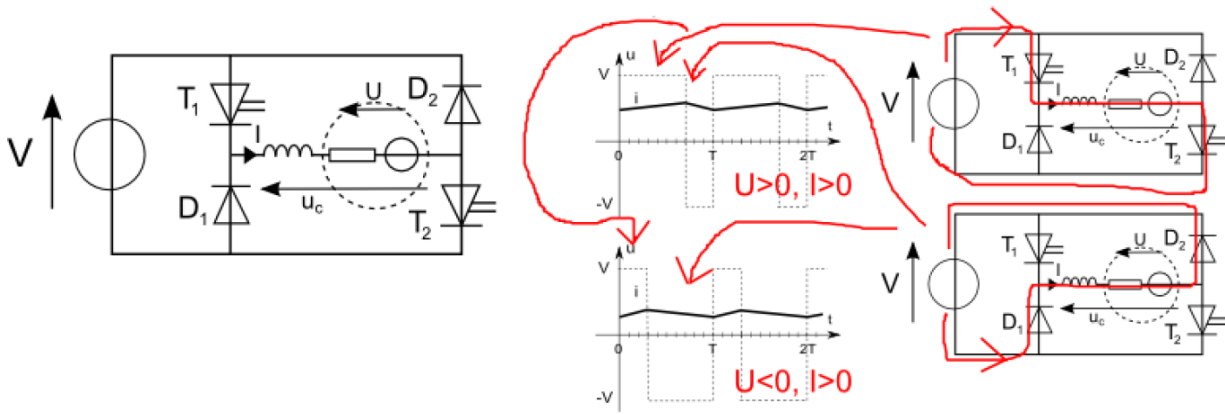 V
T1
D1
I
U
D2
uc
T2
u
V
i
t
0
T
2T
-V
U>0, I>0
u
V
i
t
0
T
2T
-V
U<0, I>0
V
T1
D1
I
U
D2
uc
T2
V
T1
D1
I
U
D2
uc
T2